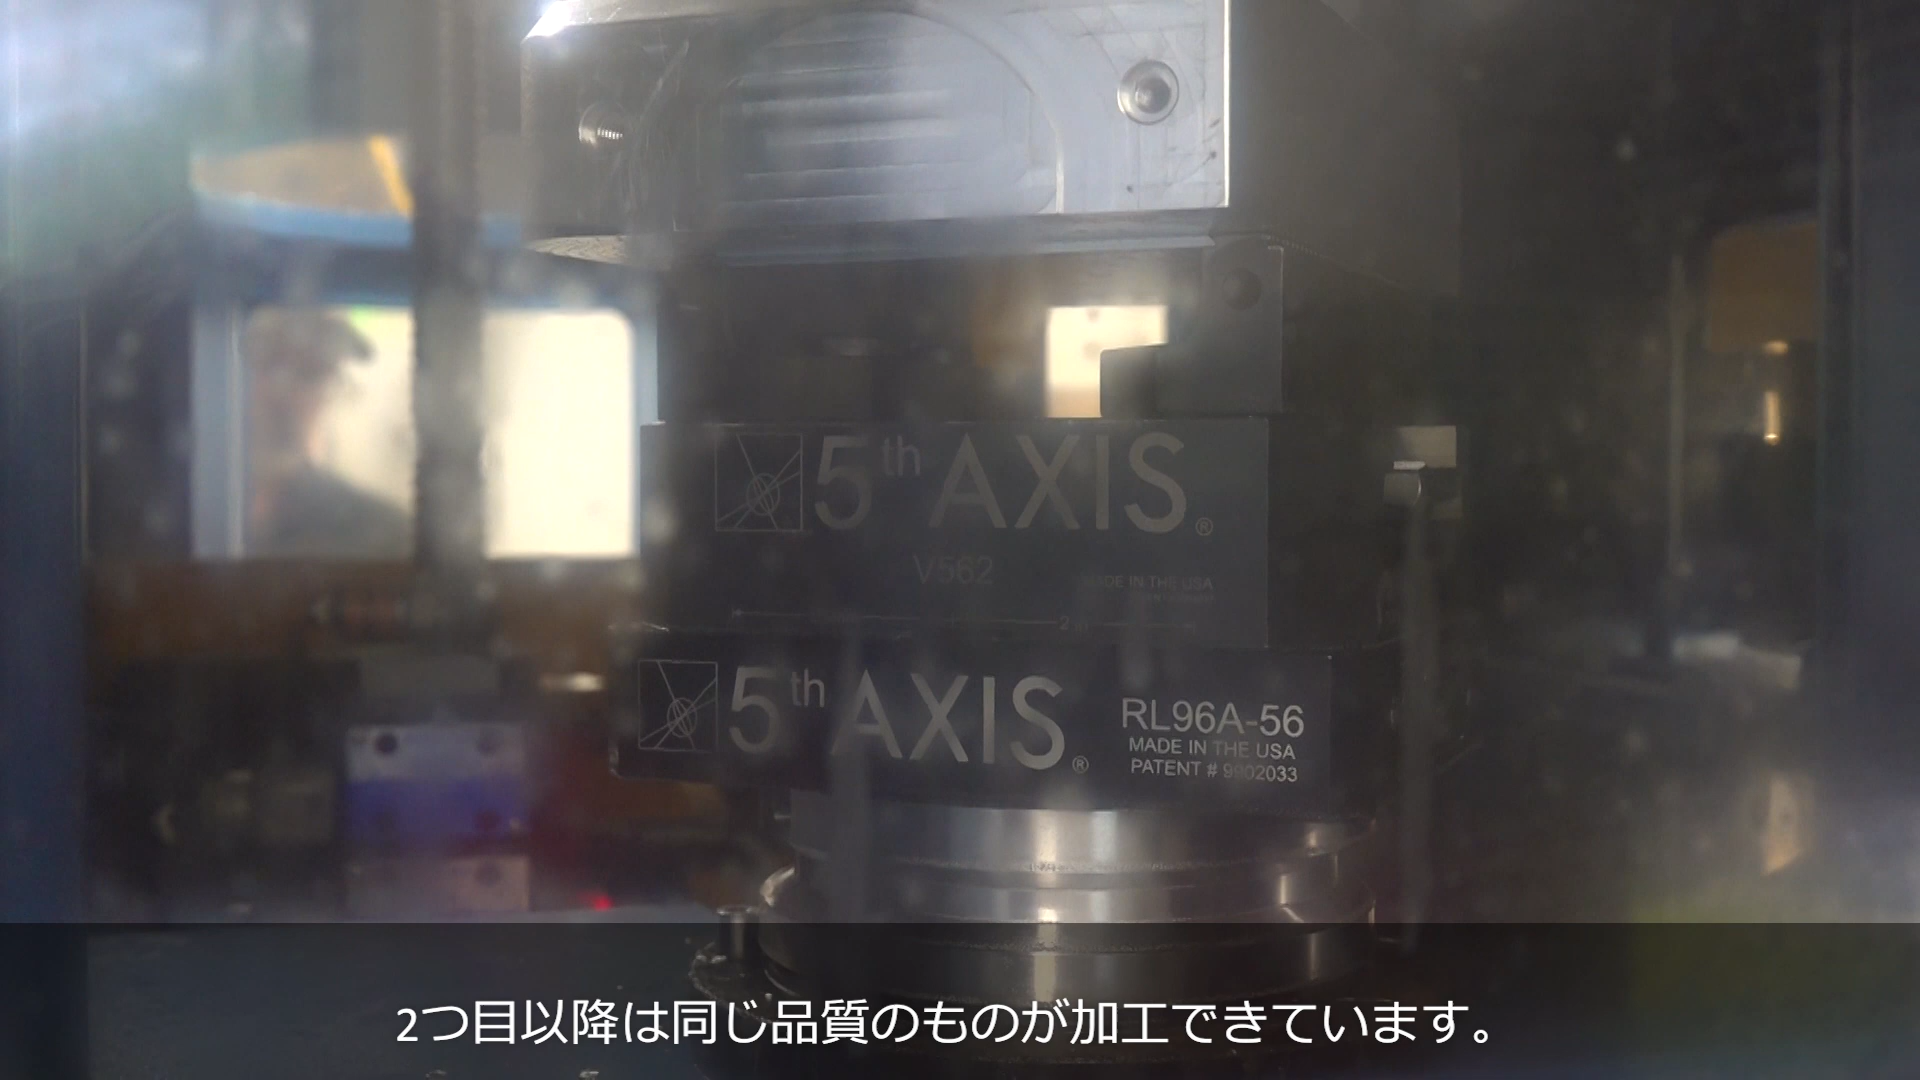 5th AXIS®
V562
MADE IN THE USA
5th AXIS®
RL96A-56
MADE IN THE USA
PATENT # 9902033
2つ目以降は同じ品質のものが加工できています。